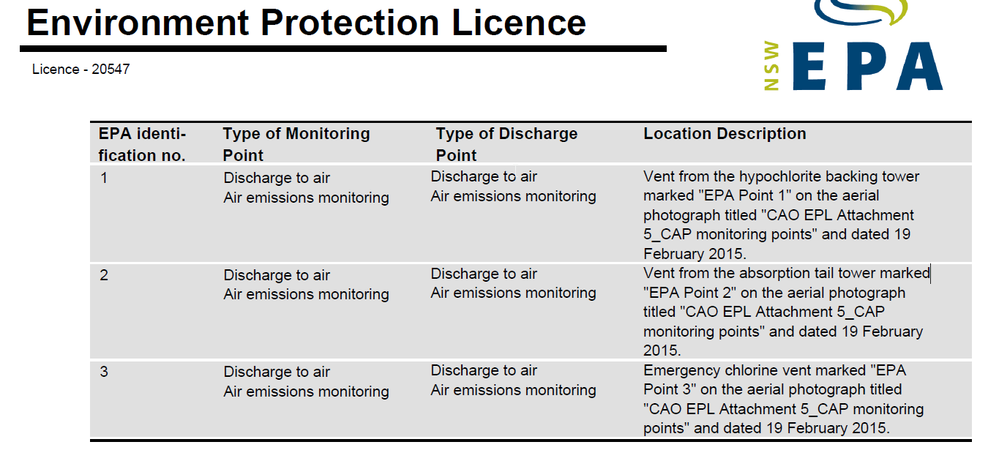 Environment Protection Licence
Licence - 20547
NSW EPA
EPA identi- Type of Monitoring Type of Discharge Location Description
fication no. Point Point
1 Discharge to air Discharge to air Vent from the hypochlorite backing tower
Air emissions monitoring Air emissions monitoring marked "EPA Point 1" on the aerial
photograph titled "CAO EPL Attachment
5_CAP monitoring points" and dated 19
February 2015.
2 Discharge to air Discharge to air Vent from the absorption tail tower marked
Air emissions monitoring Air emissions monitoring "EPA Point 2" on the aerial photograph
titled "CAO EPL Attachment 5_CAP
monitoring points" and dated 19 February
2015.
3 Discharge to air Discharge to air Emergency chlorine vent marked "EPA
Air emissions monitoring Air emissions monitoring Point 3" on the aerial photograph titled
"CAO EPL Attachment 5_CAP monitoring
points" and dated 19 February 2015.